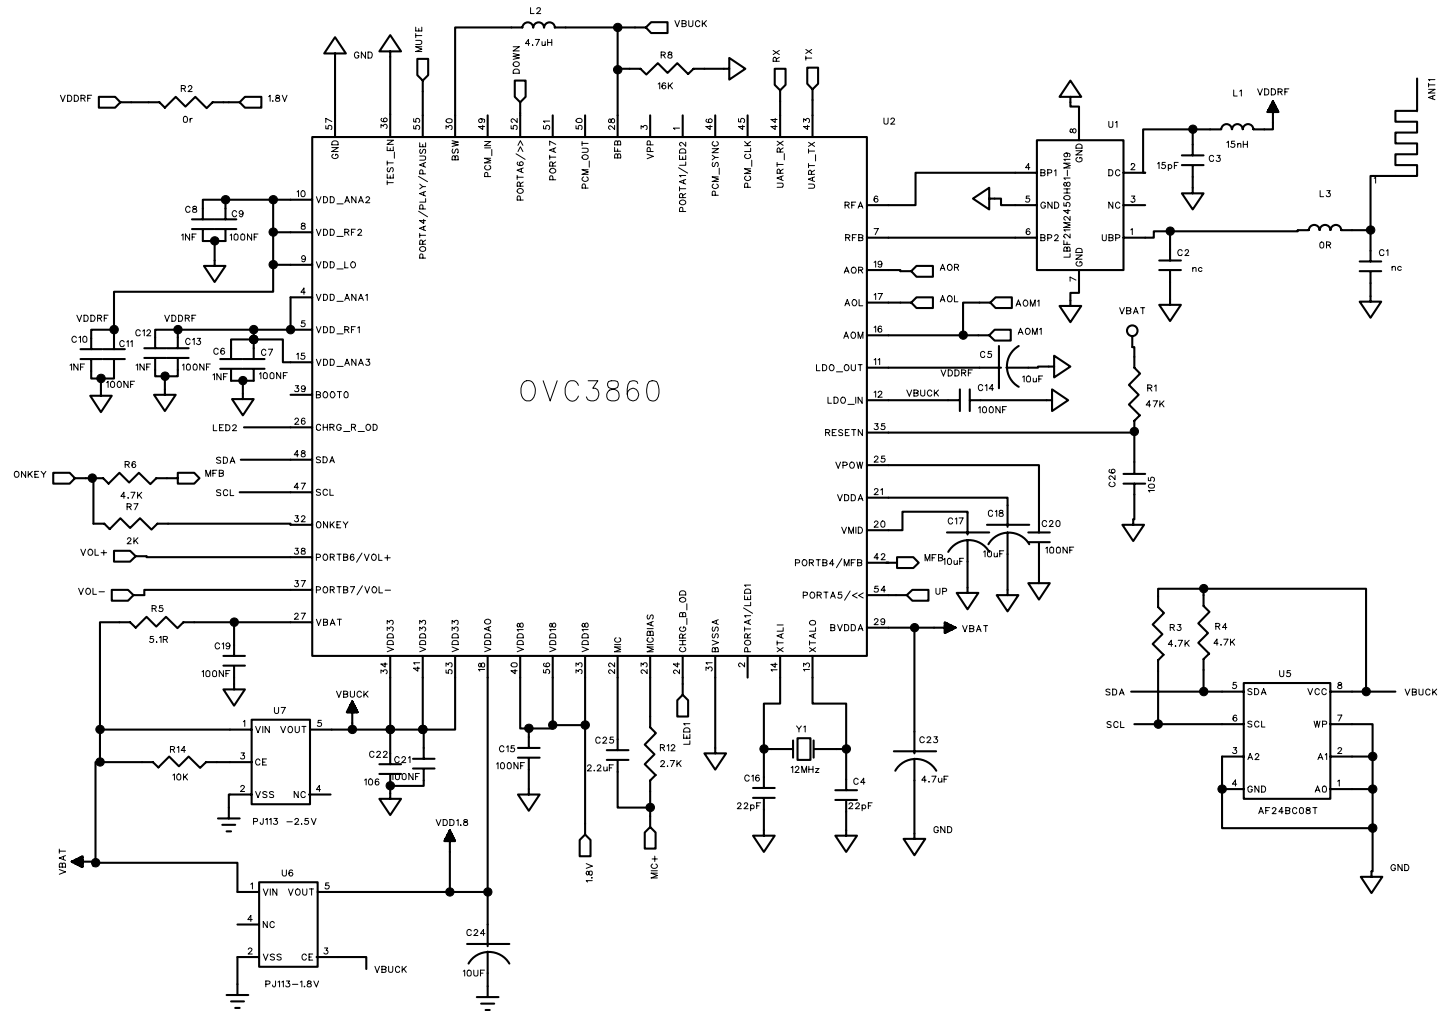 L2
4.7uH
VBUCK
MUTE
DOWN
RX
TX
GND
R8
16K
R2
VDDRF
1.8V
0r
57
36
55
30
49
52
51
50
28
3
1
46
45
44
43
U2
GND
TEST_EN
PORTA4/PLAY/PAUSE
BSW
PCM_IN
PORTA6/>>
PORTA7
PCM_OUT
BFB
VPP
PORTA1/LED2
PCM_SYNC
PCM_CLK
UART_RX
UART_TX
U1
8
GND
4
BP1
5
GND
6
BP2
LBF21M2450H81-M19
DC
2
NC
3
UBP
1
GND
7
L1
VDDRF
15nH
15pF
C3
ANT1
1
L3
0R
C2
nc
C1
nc
C8
C9
1NF
100NF
10
VDD_ANA2
8
VDD_RF2
9
VDD_LO
4
VDD_ANA1
5
VDD_RF1
15
VDD_ANA3
39
BOOT0
LED2
26
CHRG_R_OD
SDA
48
SDA
SCL
47
SCL
32
ONKEY
38
PORTB6/VOL+
37
PORTB7/VOL-
27
VBAT
VDDRF
C10
C11
1NF
100NF
C12
VDDRF
C13
1NF
100NF
C6
C7
1NF
100NF
OVC3860
RFA
6
RFB
7
AOR
19
AOR
AOL
17
AOL
AOM
16
AOM1
AOM1
LDO_OUT
11
VDDRF
C5
10uF
LDO_IN
12
VBUCK
C14
100NF
RESETN
35
VPOW
25
VDDA
21
VMID
20
PORTB4/MFB
42
MFB
PORTA5/<<
54
UP
BVDDA
29
VBAT
C17
10uF
C18
10uF
C20
100NF
VBAT
R1
47K
C26
105
ONKEY
R6
MFB
4.7K
R7
2K
VOL+
VOL-
R5
5.1R
C19
100NF
VDD33
VDD33
VDD33
VDDAO
VDD18
VDD18
VDD18
MIC
MICBIAS
CHRG_B_OD
BVSSA
PORTA1/LED1
XTALI
XTALO
34
41
53
18
40
56
33
22
23
24
31
2
14
13
U7
1
VIN
VOUT
5
3
CE
2
VSS
NC
4
PJ113 -2.5V
R14
10K
VBUCK
C22
106
C21
100NF
VDD1.8
VBAT
U6
1
VIN
VOUT
5
4
NC
2
VSS
CE
3
PJ113-1.8V
VBUCK
C24
10UF
C15
100NF
1.8V
C25
2.2uF
R12
2.7K
MIC+
LED1
Y1
12MHz
C16
22pF
C4
22pF
C23
4.7uF
GND
R3
4.7K
R4
4.7K
U5
SDA
5
SDA
VCC
8
VBUCK
SCL
6
SCL
WP
7
3
A2
A1
2
4
GND
A0
1
AF24BC08T
GND